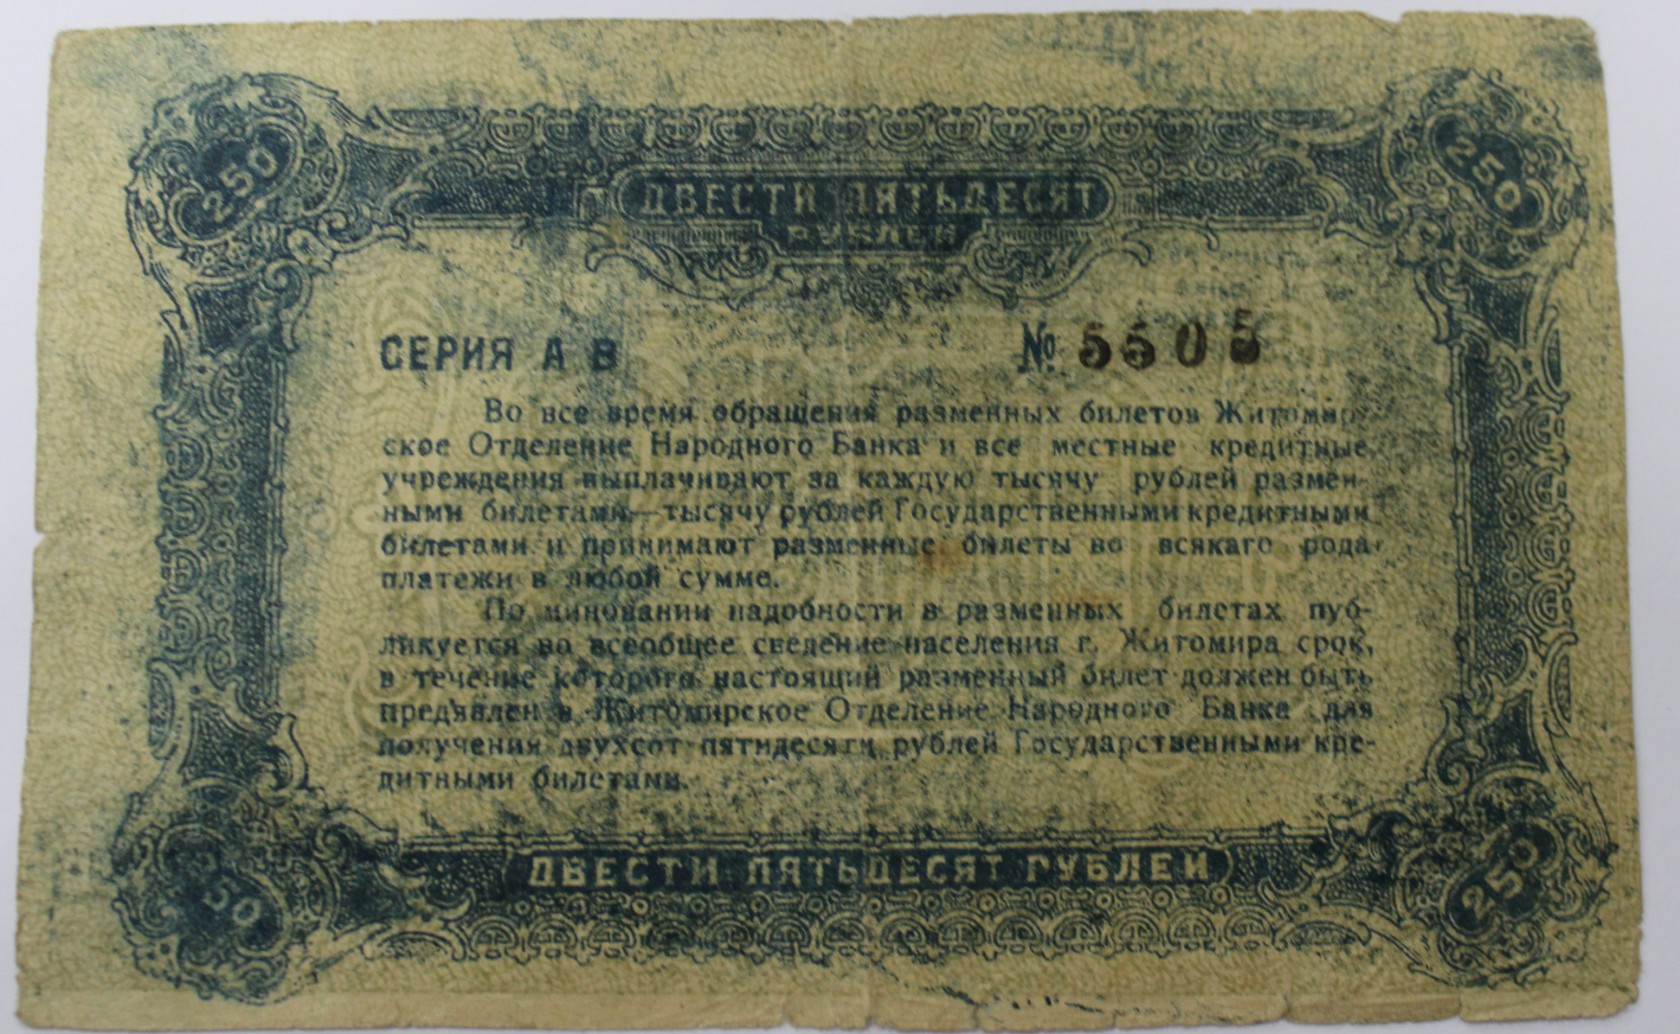 250
250
ДВЕСТИ ПЯТЬДЕСЯТ
РУБЛЕЙ
СЕРИЯ А В
№ 5505
Во все время обращения разменных билетов Житомир-
ское Отделение Народного Банка и все местные кредитные
учреждения выплачивают за каждую тысячу рублей размен-
ными билетами—тысячу рублей Государственными кредитными
билетами и принимают разменные билеты во всякаго рода
платежи в любой сумме.
По миновании надобности в разменных билетах пуб-
ликуется во всеобщее сведение населения г. Житомира срок,
в течение котораго настоящий разменный билет должен быть
предъявлен в Житомирское Отделение Народного Банка для
получения двухсот пятидесяти рублей Государственными кре-
дитными билетами.
250
ДВЕСТИ ПЯТЬДЕСЯТ РУБЛЕЙ
250